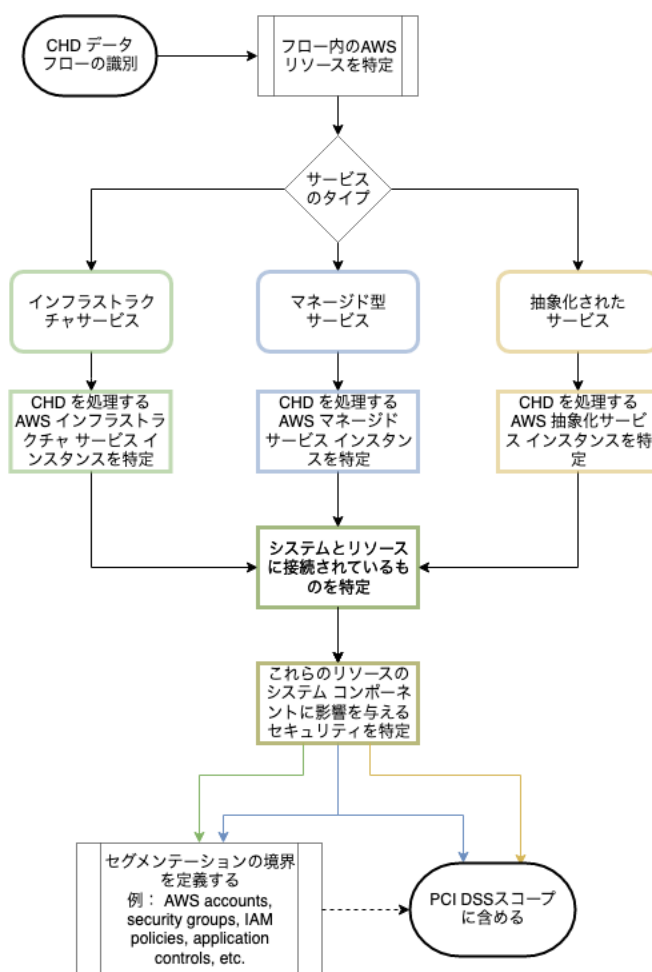 CHD データ
フローの識別
フロー内のAWS
リソースを特定
サービス
のタイプ
インフラストラク
チャサービス
マネージド型
サービス
抽象化された
サービス
CHD を処理する
AWS インフラストラ
クチャ サービス イ
ンスタンスを特定
CHD を処理する
AWS マネージド
サービス インスタン
スを特定
CHD を処理する
AWS 抽象化サービ
ス インスタンスを特
定
システムとリソース
に接続されているも
のを特定
これらのリソースの
システム コンポーネ
ントに影響を与える
セキュリティを特定
セグメンテーションの境界
を定義する
例： AWS accounts,
security groups, IAM
policies, application
controls, etc.
PCI DSSスコープ
に含める